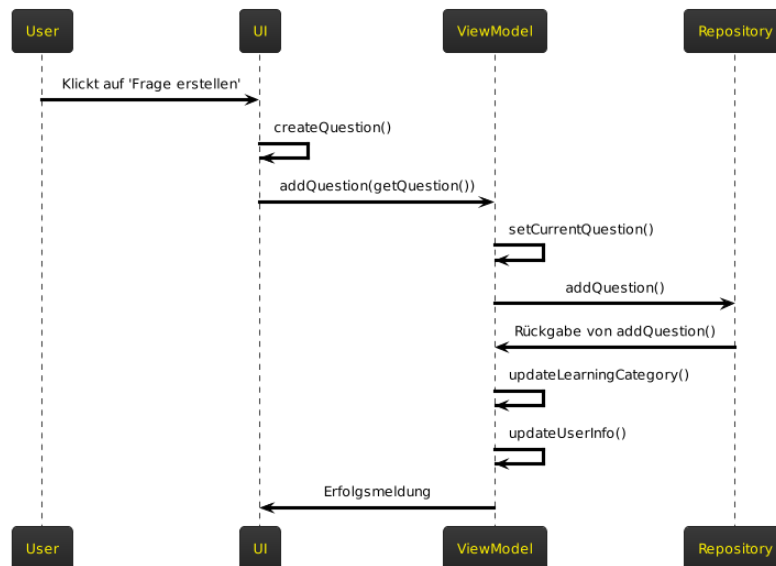 User UI ViewModel Repository
Klickt auf 'Frage erstellen'
createQuestion()
addQuestion(getQuestion())
setCurrentQuestion()
addQuestion()
Rückgabe von addQuestion()
updateLearningCategory()
updateUserInfo()
Erfolgsmeldung
User UI ViewModel Repository